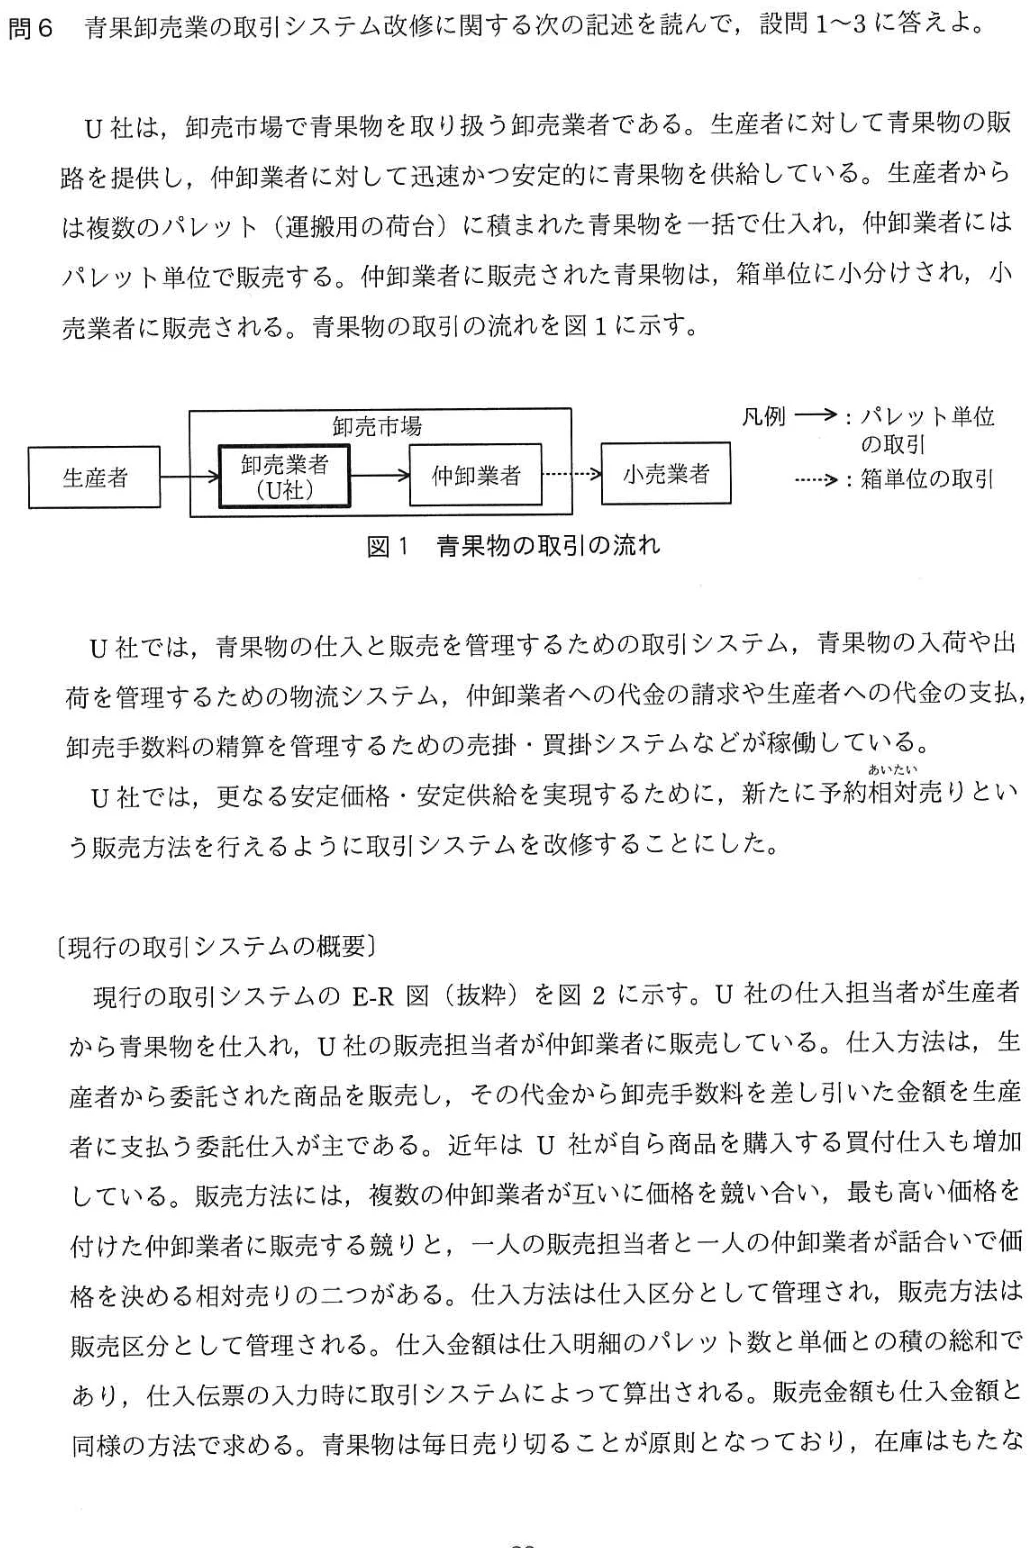 問6 青果卸売業の取引システム改修に関する次の記述を読んで，設問1～3に答えよ。
U社は，卸売市場で青果物を取り扱う卸売業者である。生産者に対して青果物の販
路を提供し，仲卸業者に対して迅速かつ安定的に青果物を供給している。生産者から
は複数のパレット（運搬用の荷台）に積まれた青果物を一括で仕入れ，仲卸業者には
パレット単位で販売する。仲卸業者に販売された青果物は，箱単位に小分けされ，小
売業者に販売される。青果物の取引の流れを図1に示す。
卸売市場
生産者
卸売業者
（U社）
仲卸業者
小売業者
凡例 ：パレット単位
の取引
：箱単位の取引
図1 青果物の取引の流れ
U社では，青果物の仕入と販売を管理するための取引システム，青果物の入荷や出
荷を管理するための物流システム，仲卸業者への代金の請求や生産者への代金の支払，
卸売手数料の精算を管理するための売掛・買掛システムなどが稼働している。
あいたい
U社では，更なる安定価格・安定供給を実現するために，新たに予約相対売りとい
う販売方法を行えるように取引システムを改修することにした。
〔現行の取引システムの概要〕
現行の取引システムの E-R 図（抜粋）を図 2 に示す。U 社の仕入担当者が生産者
から青果物を仕入れ，U社の販売担当者が仲卸業者に販売している。仕入方法は，生
産者から委託された商品を販売し，その代金から卸売手数料を差し引いた金額を生産
者に支払う委託仕入が主である。近年は U 社が自ら商品を購入する買付仕入も増加
している。販売方法には，複数の仲卸業者が互いに価格を競い合い，最も高い価格を
付けた仲卸業者に販売する競りと，一人の販売担当者と一人の仲卸業者が話合いで価
格を決める相対売りの二つがある。仕入方法は仕入区分として管理され，販売方法は
販売区分として管理される。仕入金額は仕入明細のパレット数と単価との積の総和で
あり，仕入伝票の入力時に取引システムによって算出される。販売金額も仕入金額と
同様の方法で求める。青果物は毎日売り切ることが原則となっており，在庫はもたな